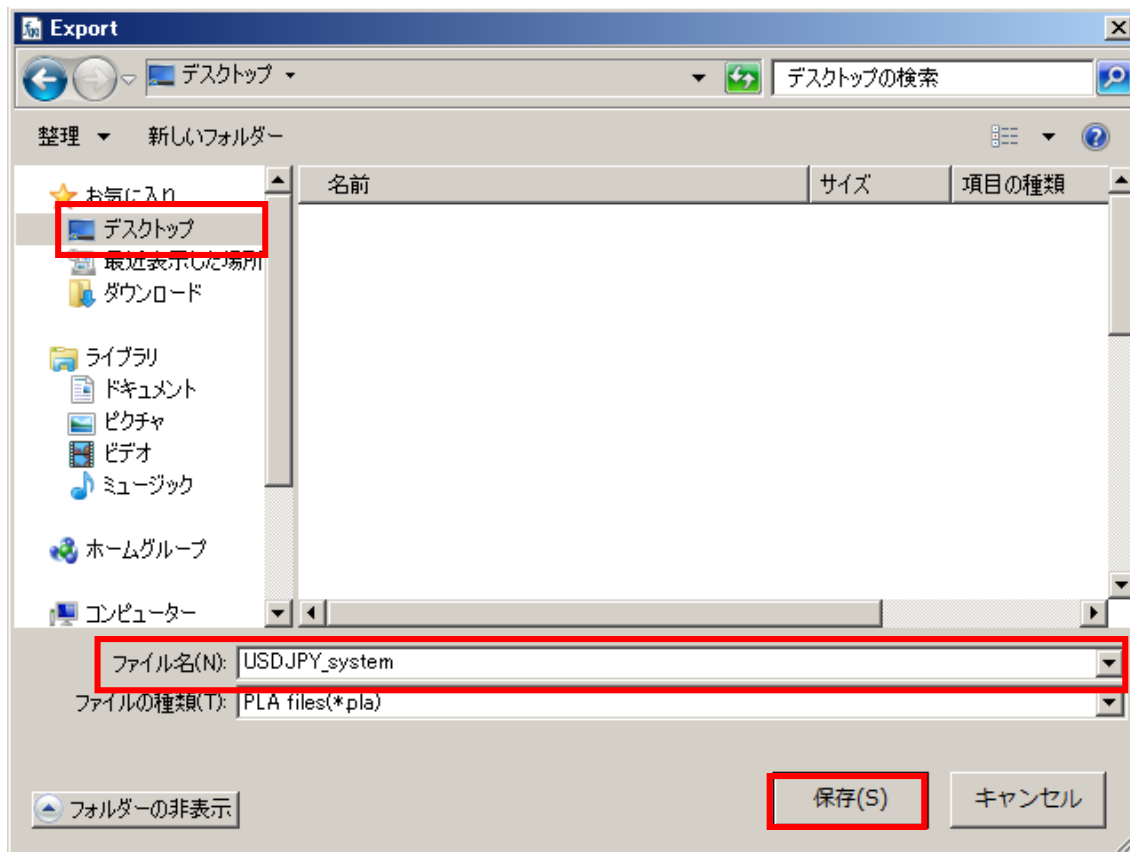 Export
デスクトップ
デスクトップの検索
整理 新しいフォルダー
名前 サイズ 項目の種類
お気に入り
デスクトップ
最近表示した場所
ダウンロード
ライブラリ
ドキュメント
ピクチャ
ビデオ
ミュージック
ホームグループ
コンピューター
ファイル名(N): USDJPY_system
ファイルの種類(T): PLA files(*.pla)
フォルダーの非表示 保存(S) キャンセル